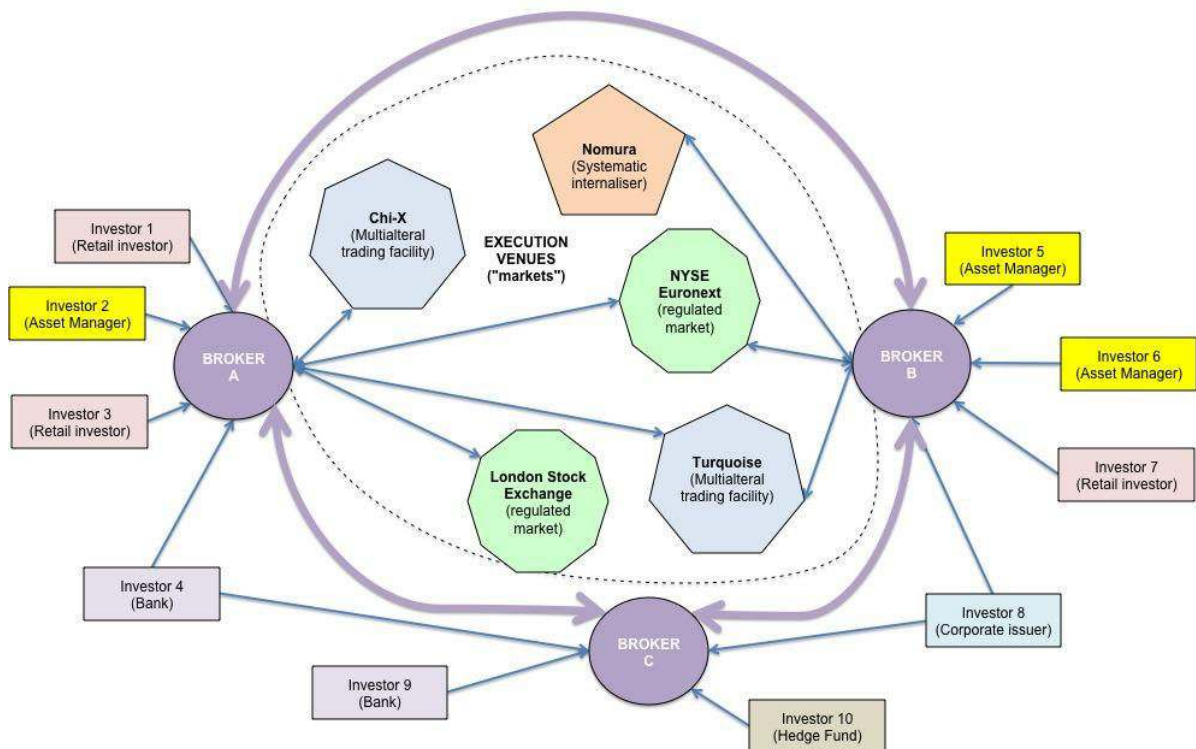 Nomura
(Systematic
internaliser)
Chi-X
(Multialteral
trading facility)
EXECUTION
VENUES
("markets")
NYSE
Euronext
(regulated
market)
London Stock
Exchange
(regulated
market)
Turquoise
(Multialteral
trading facility)
Investor 1
(Retail investor)
Investor 2
(Asset Manager)
Investor 3
(Retail investor)
Investor 4
(Bank)
BROKER
A
BROKER
B
Investor 5
(Asset Manager)
Investor 6
(Asset Manager)
Investor 7
(Retail investor)
Investor 8
(Corporate issuer)
BROKER
C
Investor 9
(Bank)
Investor 10
(Hedge Fund)